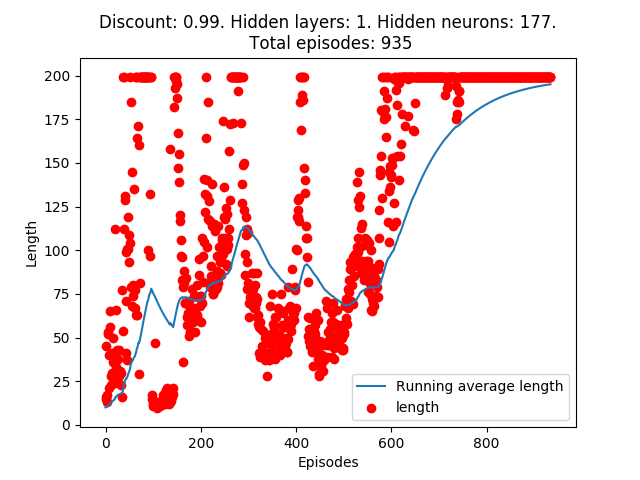 Discount: 0.99. Hidden layers: 1. Hidden neurons: 177.
Total episodes: 935
200
175
150
125
100
75
50
25
0
Length
0 200 400 600 800
Episodes
Running average length
length